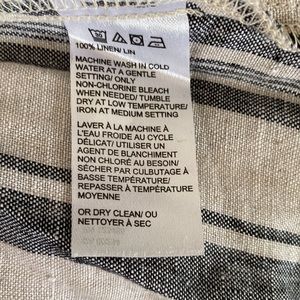 100% LINEN/ LIN
MACHINE WASH IN COLD
WATER AT A GENTLE
SETTING/ ONLY
NON-CHLORINE BLEACH
WHEN NEEDED/ TUMBLE
DRY AT LOW TEMPERATURE/
IRON AT MEDIUM SETTING
LAVER À LA MACHINE À
L'EAU FROIDE AU CYCLE
DÉLICAT/ UTILISER UN
AGENT DE BLANCHIMENT
NON CHLORÉ AU BESOIN/
SÉCHER PAR CULBUTAGE À
BASSE TEMPÉRATURE/
REPASSER À TEMPÉRATURE
MOYENNE
OR DRY CLEAN/ OU
NETTOYER À SEC